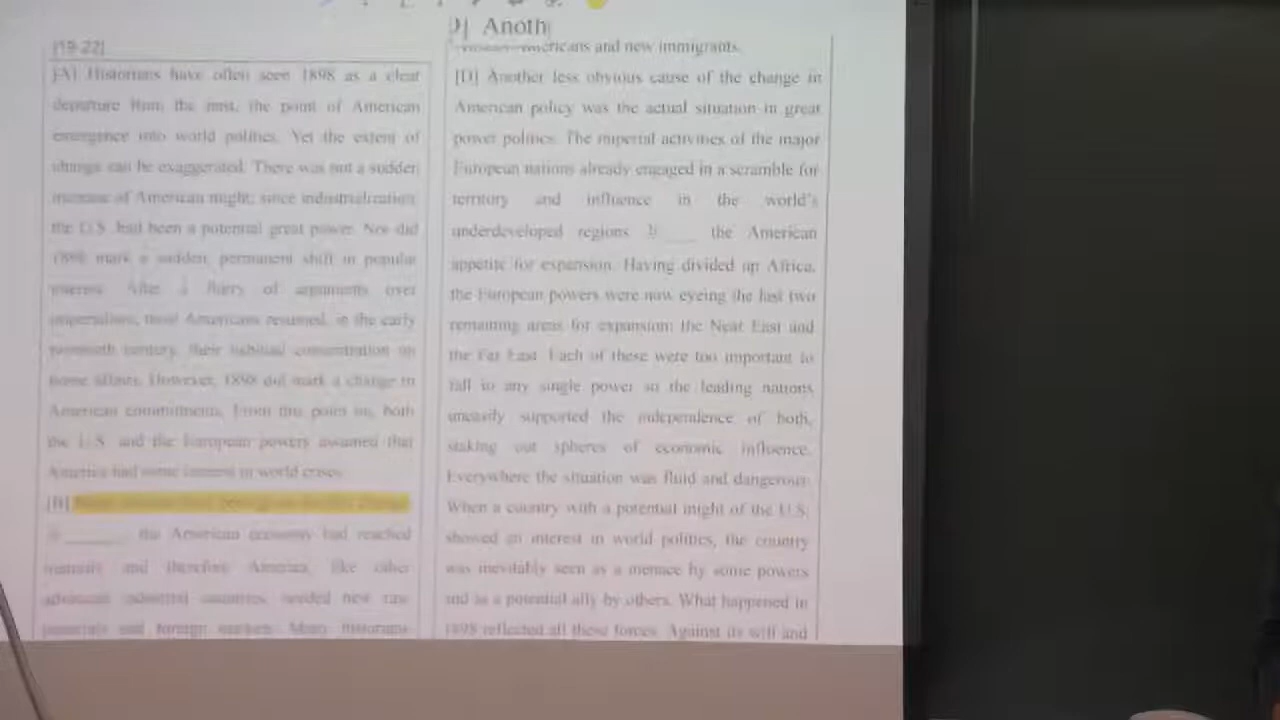 [19-22]
[A] Historians have often seen 1898 as a clear
departure from the past, the point of American
emergence into world politics. Yet the extent of
change can be exaggerated. There was not a sudden
increase of American might; since industrialization
the U.S. had been a potential great power. Nor did
1898 mark a sudden, permanent shift in popular
interest. After a flurry of arguments over
imperialism, most Americans resumed, in the early
twentieth century, their habitual concentration on
home affairs. However, 1898 did mark a change in
American commitments. From this point on, both
the U.S. and the European powers assumed that
America had some interest in world crises.
[B]
the American economy had reached
maturity and therefore America, like other
advanced industrial countries, needed new raw
materials and foreign markets. Many historians
D] Anoth
Americans and new immigrants.
[D] Another less obvious cause of the change in
American policy was the actual situation in great
power politics. The imperial activities of the major
European nations already engaged in a scramble for
territory and influence in the world's
underdeveloped regions ____ the American
appetite for expansion. Having divided up Africa,
the European powers were now eyeing the last two
remaining areas for expansion: the Near East and
the Far East. Each of these were too important to
fall to any single power so the leading nations
uneasily supported the independence of both,
staking out spheres of economic influence.
Everywhere the situation was fluid and dangerous.
When a country with a potential might of the U.S.
showed an interest in world politics, the country
was inevitably seen as a menace by some powers
and as a potential ally by others. What happened in
1898 reflected all these forces. Against its will and